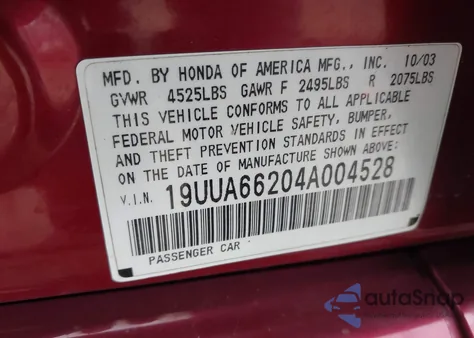 MFD. BY HONDA OF AMERICA MFG., INC. 10/03
GVWR 4525LBS GAWR F 2495LBS R 2075LBS
THIS VEHICLE CONFORMS TO ALL APPLICABLE
FEDERAL MOTOR VEHICLE SAFETY, BUMPER,
AND THEFT PREVENTION STANDARDS IN EFFECT
ON THE DATE OF MANUFACTURE SHOWN ABOVE.
V.I.N. 19UUA66204A004528
PASSENGER CAR
autoSnap